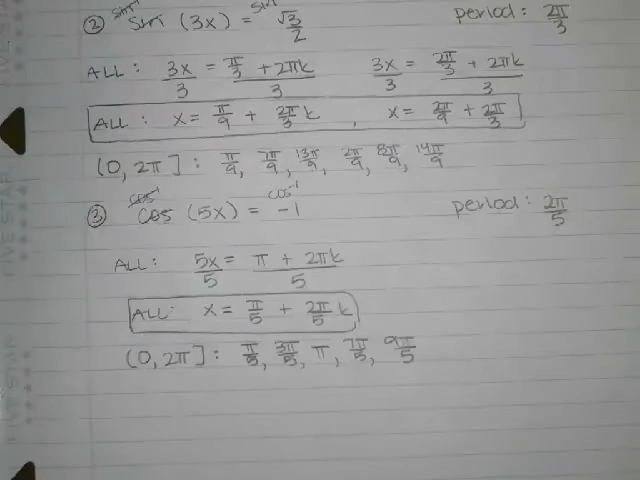 ② sin⁻¹ sin (3x) = sin⁻¹ √3/2 period: 2π/3
ALL: 3x/3 = π/3 + 2πk /3 3x/3 = 2π/3 + 2πk /3
ALL: x = π/9 + 2π/3 k , x = 2π/9 + 2π/3
(0, 2π]: π/9, 7π/9, 13π/9, 2π/9, 8π/9, 14π/9
③ cos⁻¹ cos (5x) = cos⁻¹ -1 period: 2π/5
ALL: 5x/5 = π + 2πk /5
ALL: x = π/5 + 2π/5 k
(0, 2π]: π/5, 3π/5, π, 7π/5, 9π/5